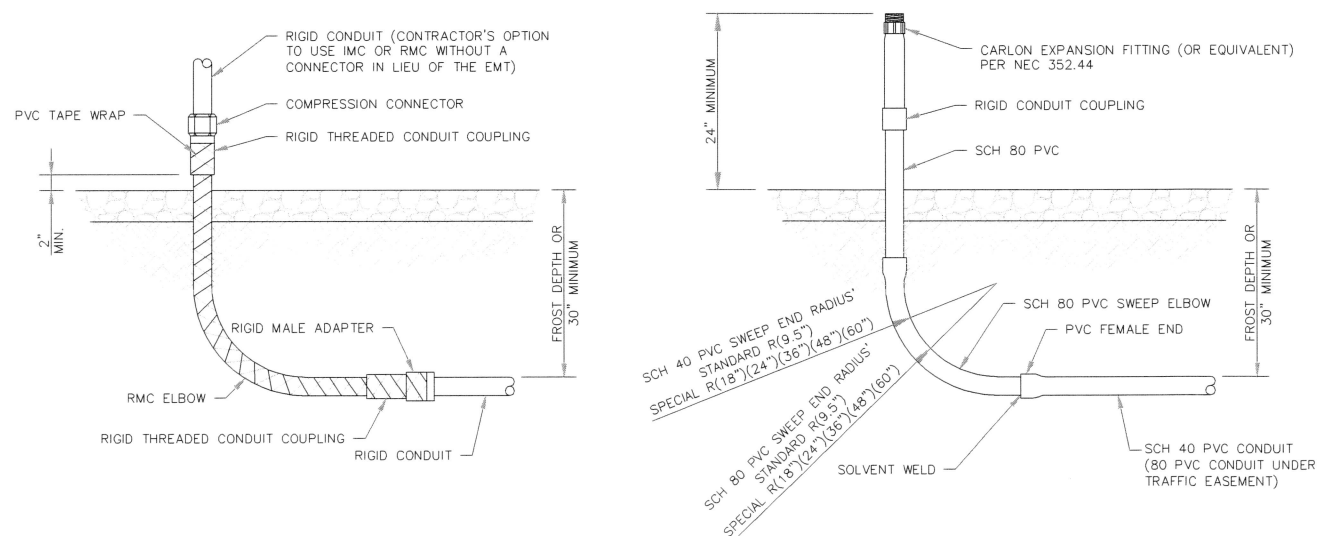 RIGID CONDUIT (CONTRACTOR'S OPTION
TO USE IMC OR RMC WITHOUT A
CONNECTOR IN LIEU OF THE EMT)
COMPRESSION CONNECTOR
PVC TAPE WRAP
RIGID THREADED CONDUIT COUPLING
2"
MIN.
FROST DEPTH OR
30" MINIMUM
RIGID MALE ADAPTER
RMC ELBOW
RIGID THREADED CONDUIT COUPLING
RIGID CONDUIT
24" MINIMUM
CARLON EXPANSION FITTING (OR EQUIVALENT)
PER NEC 352.44
RIGID CONDUIT COUPLING
SCH 80 PVC
FROST DEPTH OR
30" MINIMUM
SCH 80 PVC SWEEP ELBOW
PVC FEMALE END
SCH 40 PVC SWEEP END RADIUS'
STANDARD R(9.5")
SPECIAL R(18")(24")(36")(48")(60")
SCH 80 PVC SWEEP END RADIUS'
STANDARD R(9.5")
SPECIAL R(18")(24")(36")(48")(60")
SOLVENT WELD
SCH 40 PVC CONDUIT
(80 PVC CONDUIT UNDER
TRAFFIC EASEMENT)